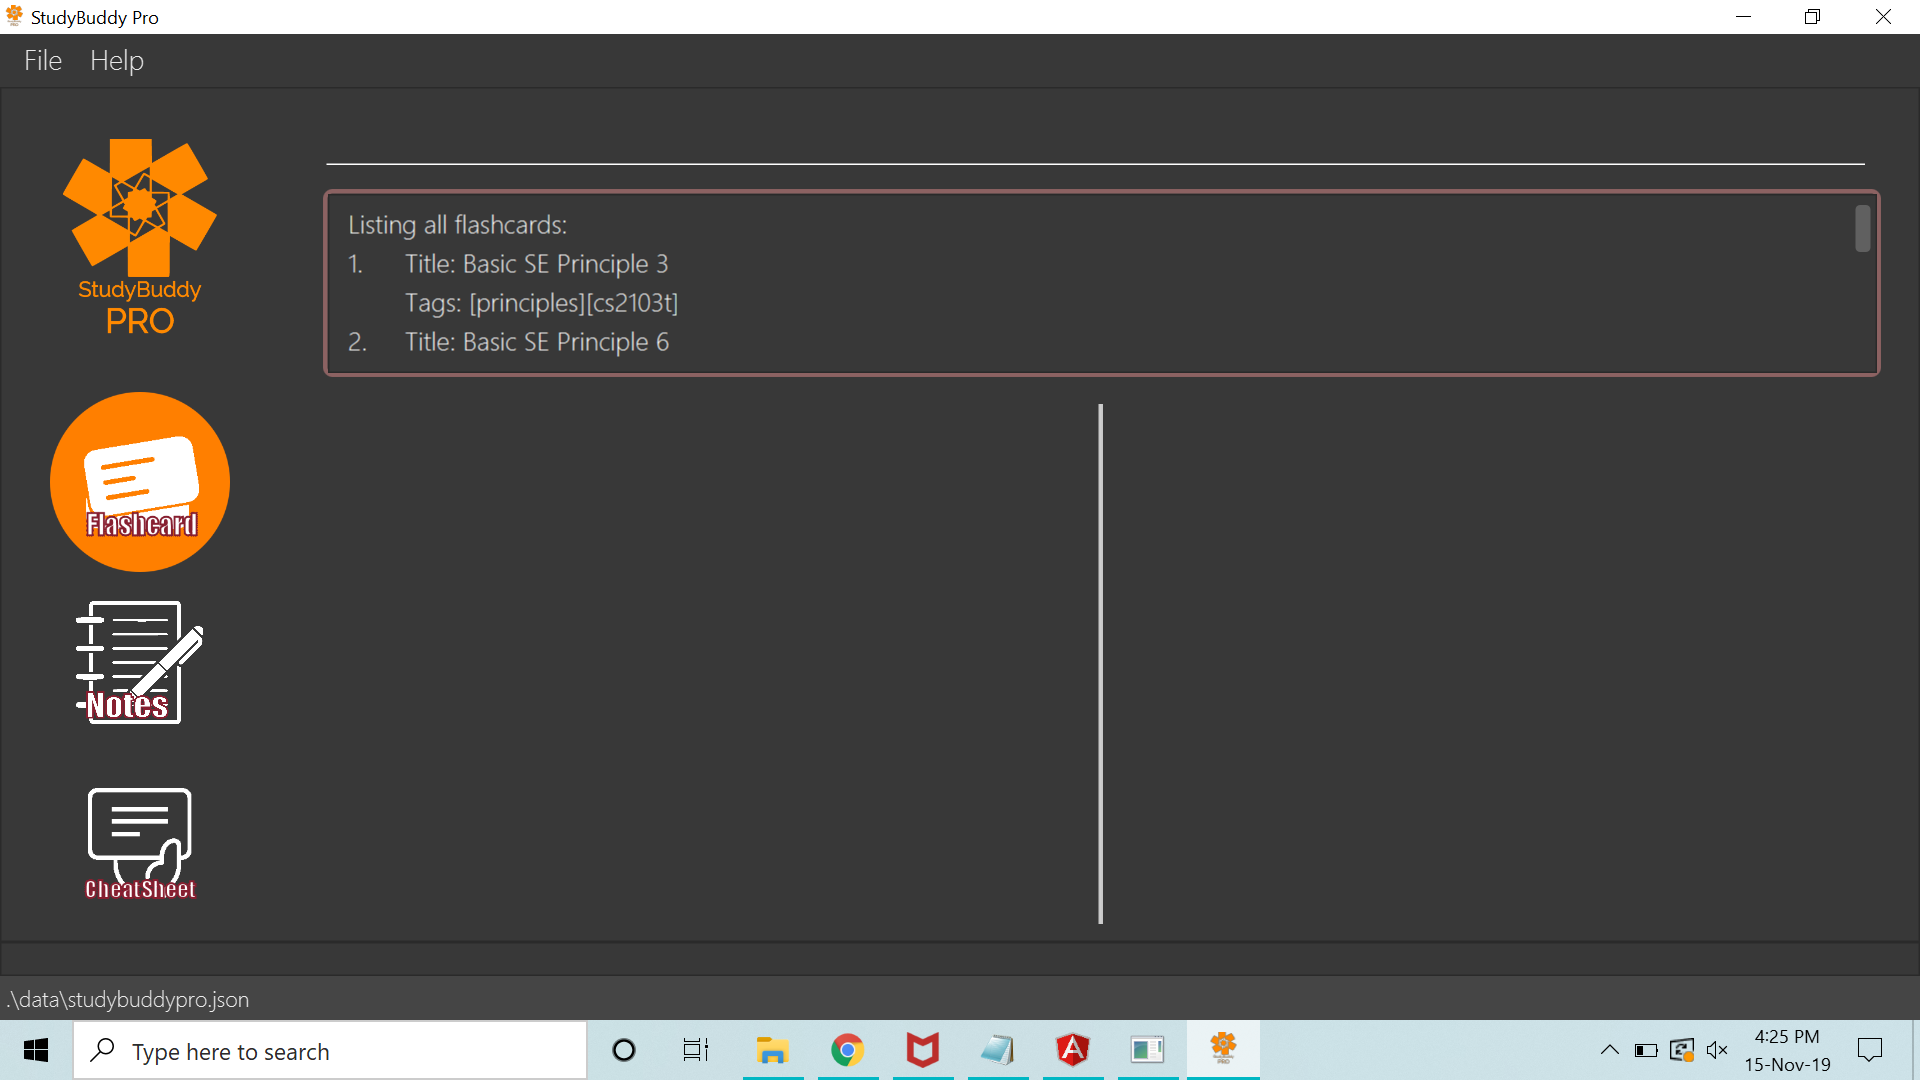 StudyBuddy Pro
File Help
StudyBuddy
PRO
Listing all flashcards:
1. Title: Basic SE Principle 3
Tags: [principles][cs2103t]
2. Title: Basic SE Principle 6
Flashcard
Notes
CheatSheet
.\data\studybuddypro.json
Type here to search
4:25 PM
15-Nov-19